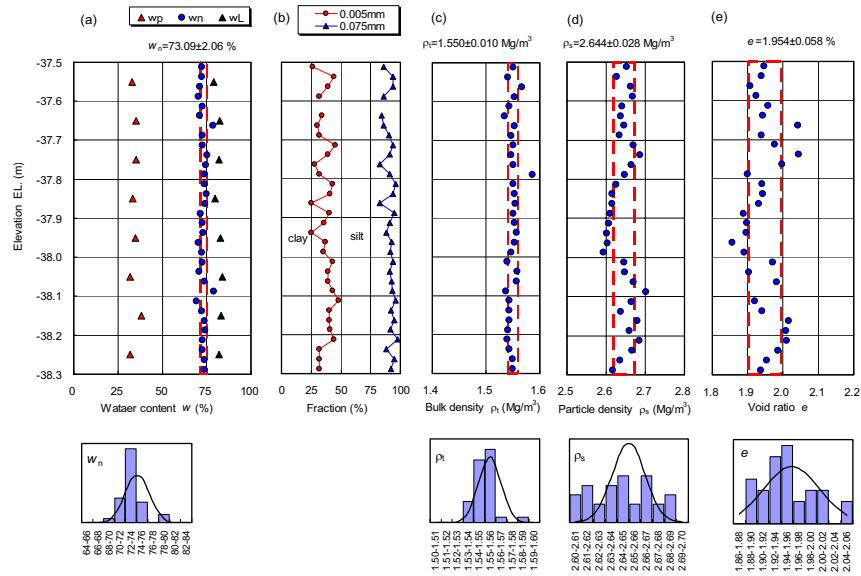 (a) (b) (c) (d) (e)
wp wn wL
0.005mm
0.075mm
wn=73.09±2.06 %
ρt=1.550±0.010 Mg/m³
ρs=2.644±0.028 Mg/m³
e=1.954±0.058 %
-37.5
-37.6
-37.7
-37.8
-37.9
-38.0
-38.1
-38.2
-38.3
Elevation EL. (m)
clay silt
0 25 50 75 100
0 25 50 75 100
1.4 1.5 1.6
2.5 2.6 2.7 2.8
1.8 1.9 2.0 2.1 2.2
Wataer content w (%)
Fraction (%)
Bulk density ρt (Mg/m³)
Particle density ρs (Mg/m³)
Void ratio e
wn
ρt
ρs
e
64-66
66-68
68-70
70-72
72-74
74-76
76-78
78-80
80-82
82-84
1.50-1.51
1.51-1.52
1.52-1.53
1.53-1.54
1.54-1.55
1.55-1.56
1.56-1.57
1.57-1.58
1.58-1.59
1.59-1.60
2.60-2.61
2.61-2.62
2.62-2.63
2.63-2.64
2.64-2.65
2.65-2.66
2.66-2.67
2.67-2.68
2.68-2.69
2.69-2.70
1.86-1.88
1.88-1.90
1.90-1.92
1.92-1.94
1.94-1.96
1.96-1.98
1.98-2.00
2.00-2.02
2.02-2.04
2.04-2.06